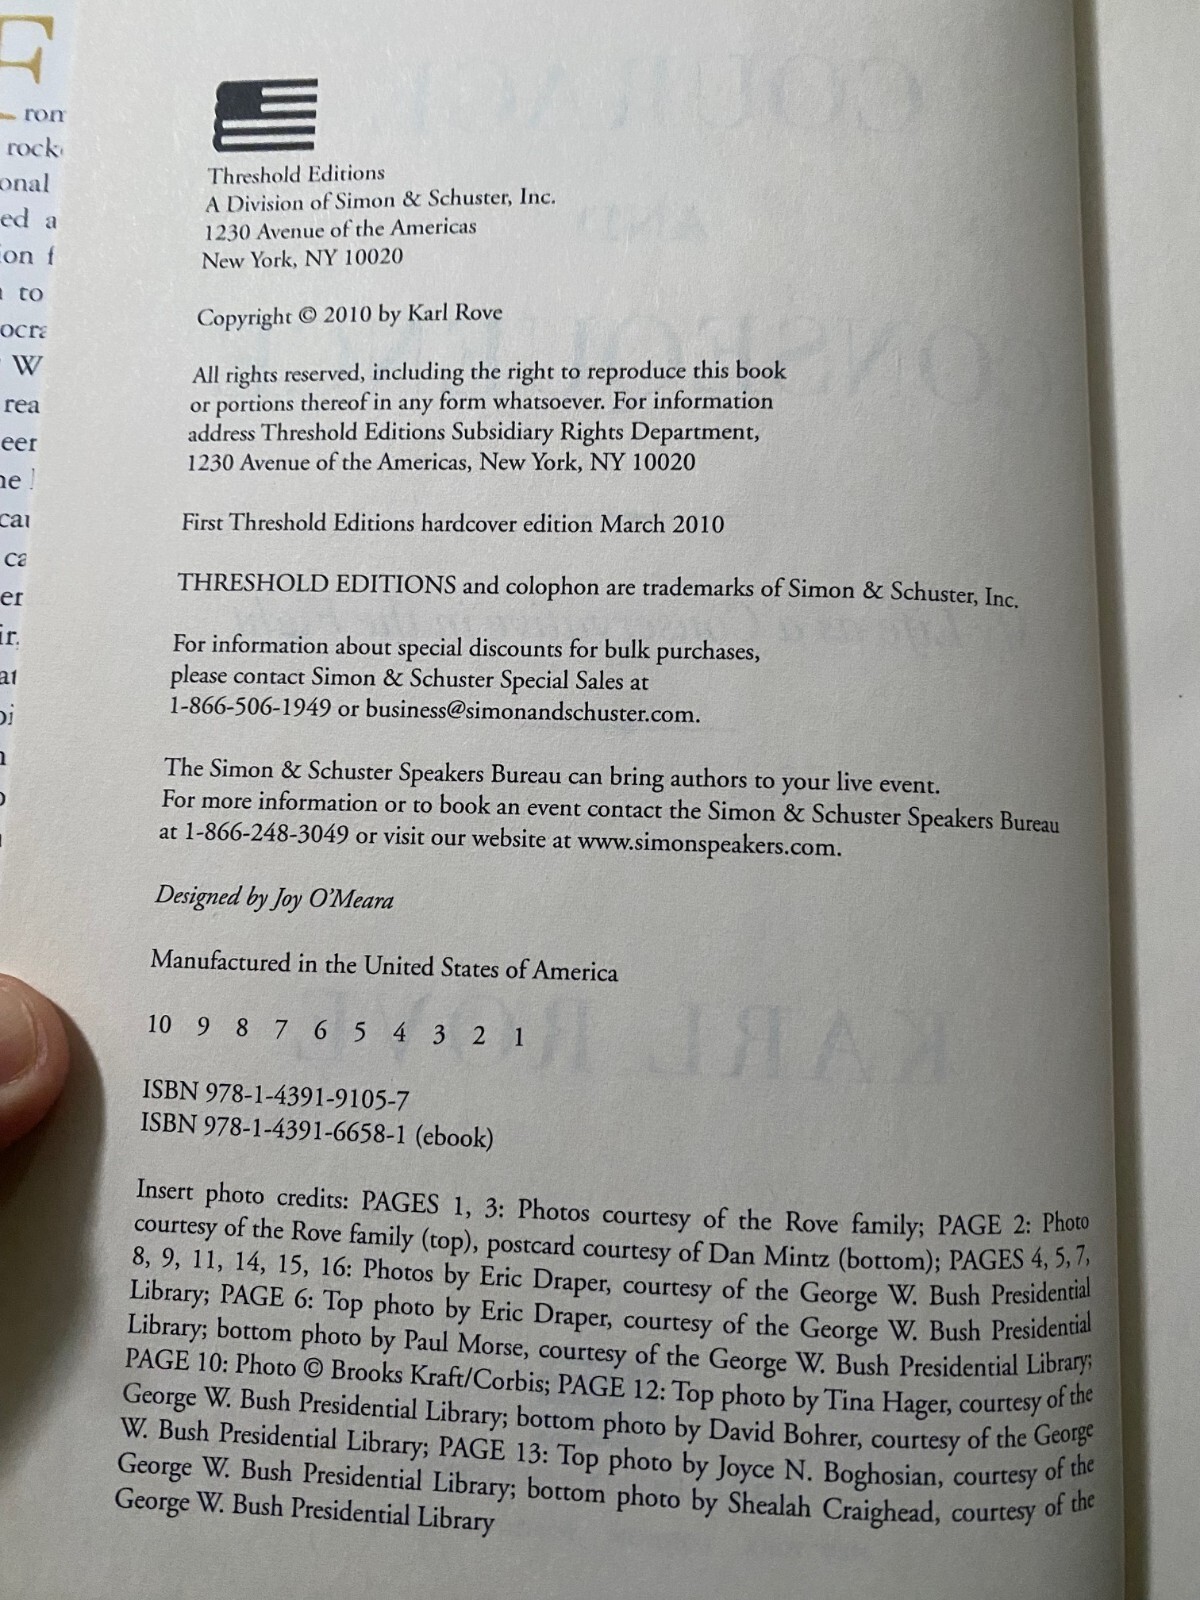 Threshold Editions
A Division of Simon & Schuster, Inc.
1230 Avenue of the Americas
New York, NY 10020
Copyright © 2010 by Karl Rove
All rights reserved, including the right to reproduce this book
or portions thereof in any form whatsoever. For information
address Threshold Editions Subsidiary Rights Department,
1230 Avenue of the Americas, New York, NY 10020
First Threshold Editions hardcover edition March 2010
THRESHOLD EDITIONS and colophon are trademarks of Simon & Schuster, Inc.
For information about special discounts for bulk purchases,
please contact Simon & Schuster Special Sales at
1-866-506-1949 or business@simonandschuster.com.
The Simon & Schuster Speakers Bureau can bring authors to your live event.
For more information or to book an event contact the Simon & Schuster Speakers Bureau
at 1-866-248-3049 or visit our website at www.simonspeakers.com.
Designed by Joy O'Meara
Manufactured in the United States of America
10 9 8 7 6 5 4 3 2 1
ISBN 978-1-4391-9105-7
ISBN 978-1-4391-6658-1 (ebook)
Insert photo credits: PAGES 1, 3: Photos courtesy of the Rove family; PAGE 2: Photo
courtesy of the Rove family (top), postcard courtesy of Dan Mintz (bottom); PAGES 4, 5, 7,
8, 9, 11, 14, 15, 16: Photos by Eric Draper, courtesy of the George W. Bush Presidential
Library; PAGE 6: Top photo by Eric Draper, courtesy of the George W. Bush Presidential
Library; bottom photo by Paul Morse, courtesy of the George W. Bush Presidential Library;
PAGE 10: Photo © Brooks Kraft/Corbis; PAGE 12: Top photo by Tina Hager, courtesy of the
George W. Bush Presidential Library; bottom photo by David Bohrer, courtesy of the George
W. Bush Presidential Library; PAGE 13: Top photo by Joyce N. Boghosian, courtesy of the
George W. Bush Presidential Library; bottom photo by Shealah Craighead, courtesy of the
George W. Bush Presidential Library